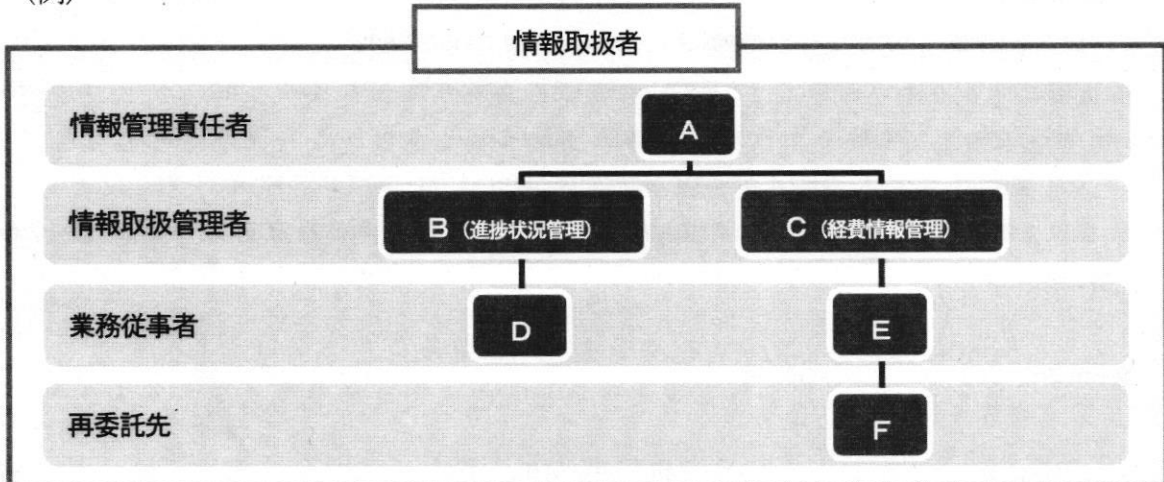 (例)
情報取扱者
情報管理責任者
A
情報取扱管理者
B (進捗状況管理)
C (経費情報管理)
業務従事者
D
E
再委託先
F